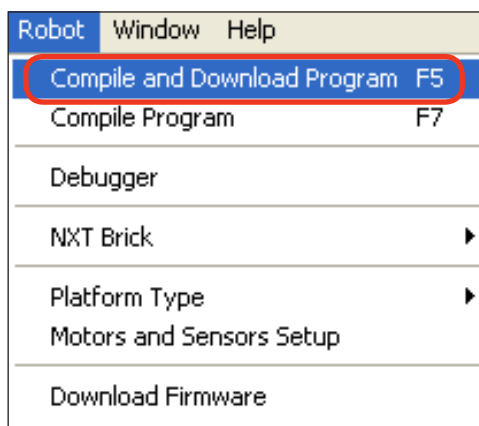 Robot Window Help
Compile and Download Program F5
Compile Program F7
Debugger
NXT Brick
Platform Type
Motors and Sensors Setup
Download Firmware